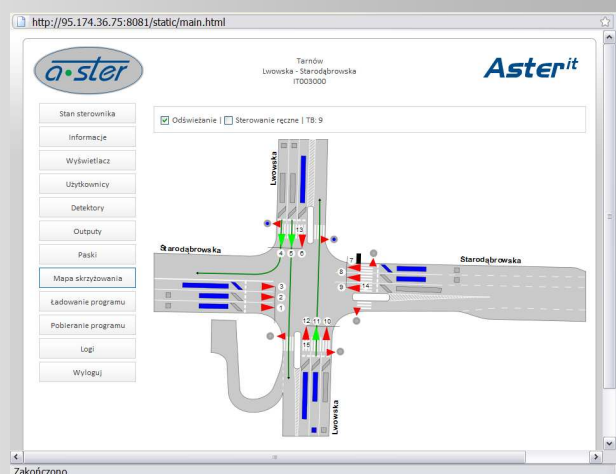 http://95.174.36.75:8081/static/main.html
a·ster
Tarnów
Lwowska - Starodąbrowska
IT003000
Aster it
Stan sterownika
Informacje
Wyświetlacz
Użytkownicy
Detektory
Outputy
Paski
Mapa skrzyżowania
Ładowanie programu
Pobieranie programu
Logi
Wyloguj
Odświeżanie | Sterowanie ręczne | TB: 9
Lwowska
13
4 5 6
Starodąbrowska
3
2
1
7
8
9
14
Starodąbrowska
12 11 10
15
Lwowska
Zakończono